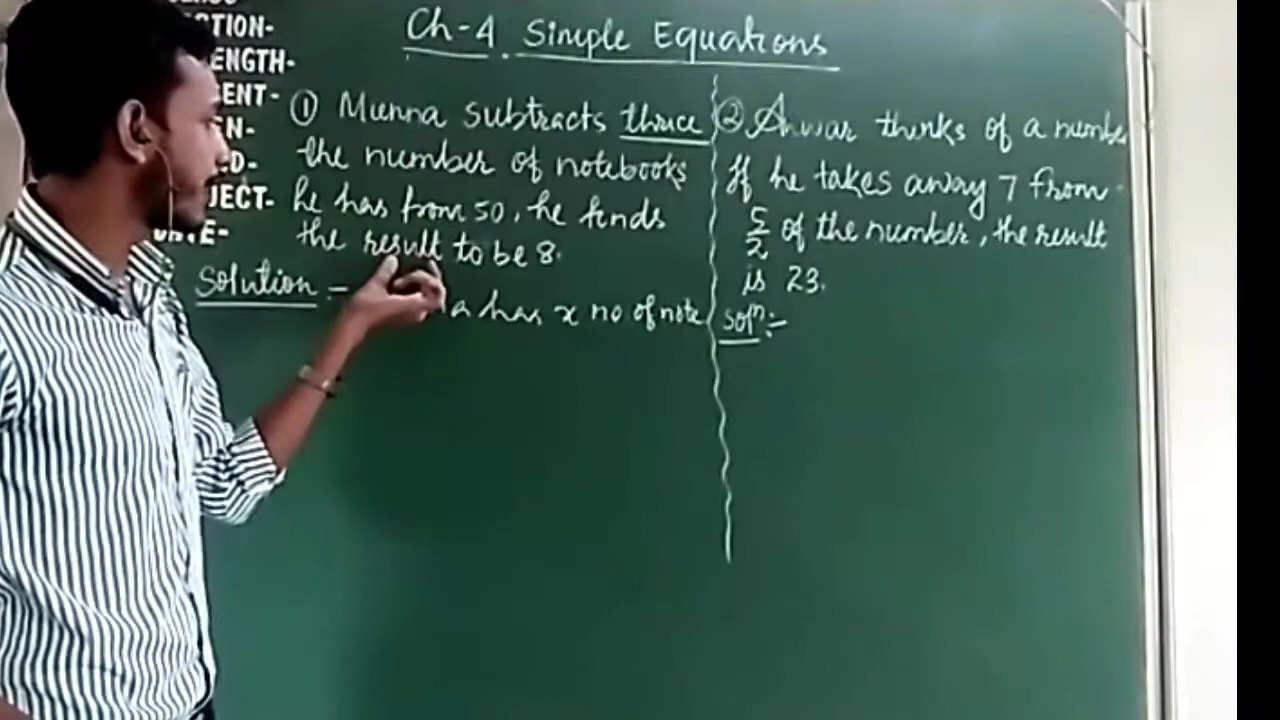 Ch-4 Simple Equations
TION-
ENGTH-
ENT-
N-
D-
JECT-
DATE-
① Munna subtracts thrice
the number of notebooks
he has from 50, he finds
the result to be 8.
Solution :-
a has x no of note
② Anwar thinks of a numbe
If he takes away 7 from
5/2 of the number, the result
is 23.
Solⁿ:-